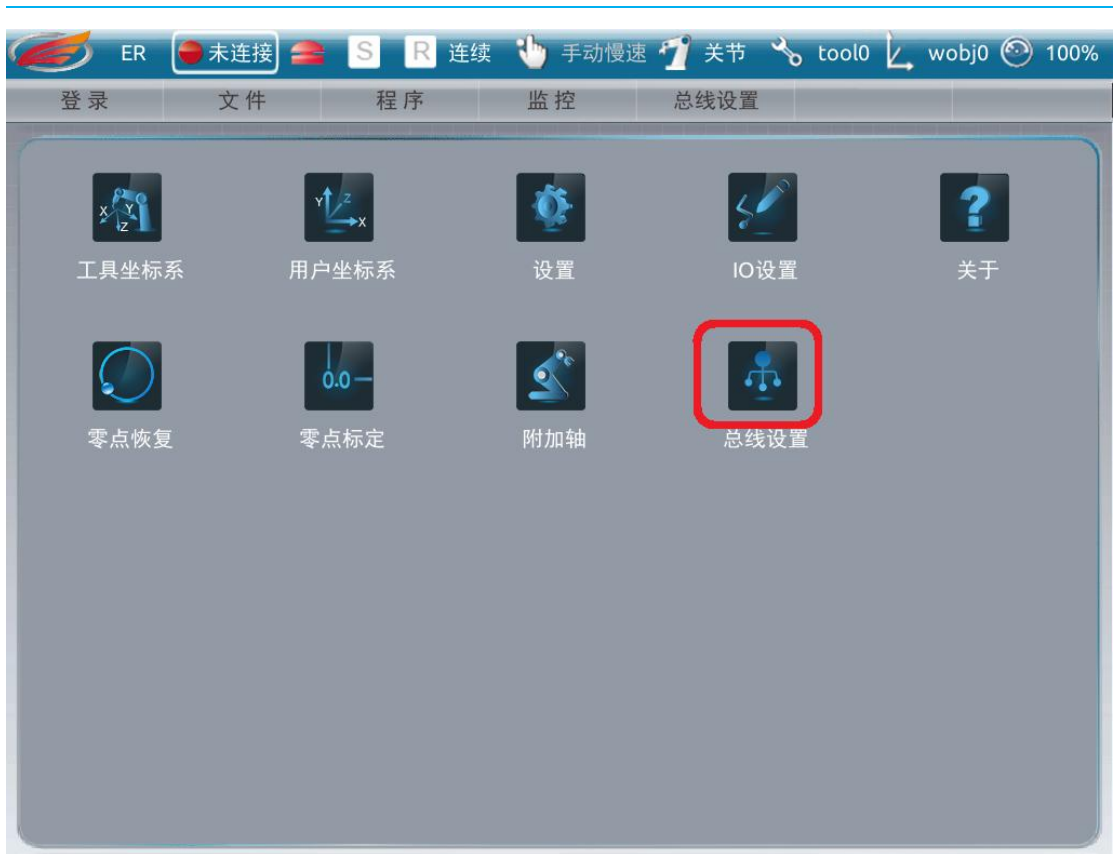 ER 未连接 S R 连续 手动慢速 关节 tool0 wobj0 100%
登录 文件 程序 监控 总线设置
X Y Z Y Z X
工具坐标系 用户坐标系 设置 IO设置 关于
0.0
零点恢复 零点标定 附加轴 总线设置